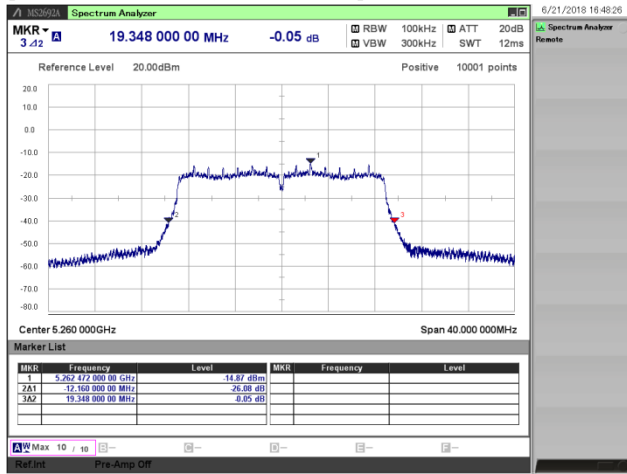 MS2692A Spectrum Analyzer
6/21/2018 16:48:26
MKR 3 Δ2 A 19.348 000 00 MHz -0.05 dB
M RBW 100kHz M ATT 20dB
M VBW 300kHz SWT 12ms
Spectrum Analyzer
Remote
Reference Level 20.00dBm Positive 10001 points
20.0
10.0
0.0
-10.0
-20.0
-30.0
-40.0
-50.0
-60.0
-70.0
-80.0
1
2
3
Center 5.260 000GHz Span 40.000 000MHz
Marker List
MKR Frequency Level MKR Frequency Level
1 5.262 472 000 00 GHz -14.87 dBm
2Δ1 -12.160 000 00 MHz -26.08 dB
3Δ2 19.348 000 00 MHz -0.05 dB
A W Max 10 / 10 B-- C-- D-- E-- F--
Ref.Int Pre-Amp Off